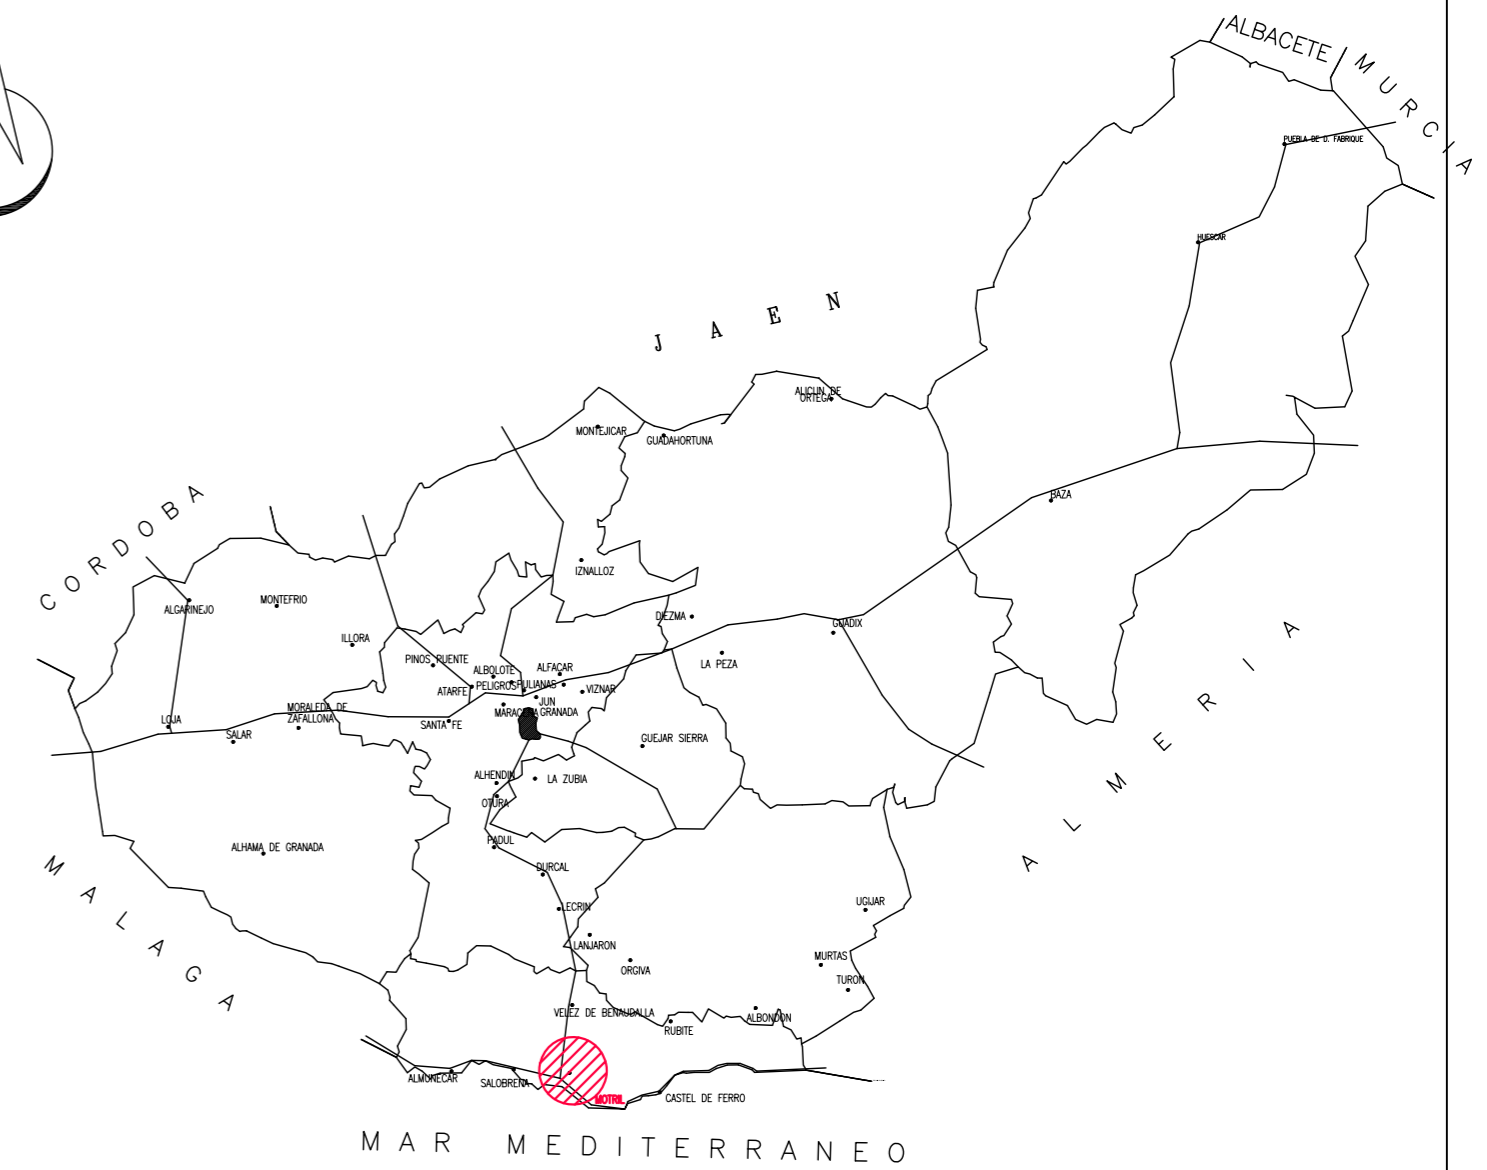 ALBACETE
MURCIA
PUEBLA DE D. FABRIQUE
HUESCAR
JAEN
ALICUN DE
ORTEGA
MONTEJICAR
GUADAHORTUNA
BAZA
CORDOBA
IZNALLOZ
ALGARINEJO
MONTEFRIO
DIEZMA
GUADIX
ILLORA
PINOS PUENTE
ALBOLOTE
ALFACAR
LA PEZA
ATARFE
PELIGROS
PULIANAS
VIZNAR
JUN
MORALEDA DE
ZAFALLONA
MARACENA
GRANADA
LOJA
SANTA FE
SALAR
GUEJAR SIERRA
ALMERIA
ALHENDIN
LA ZUBIA
OTURA
PADUL
ALHAMA DE GRANADA
DURCAL
MALAGA
LECRIN
UGIJAR
LANJARON
ORGIVA
MURTAS
TURON
VELEZ DE BENAUDALLA
ALBONDON
RUBITE
ALMUÑECAR
SALOBREÑA
MOTRIL
CASTEL DE FERRO
MAR MEDITERRANEO